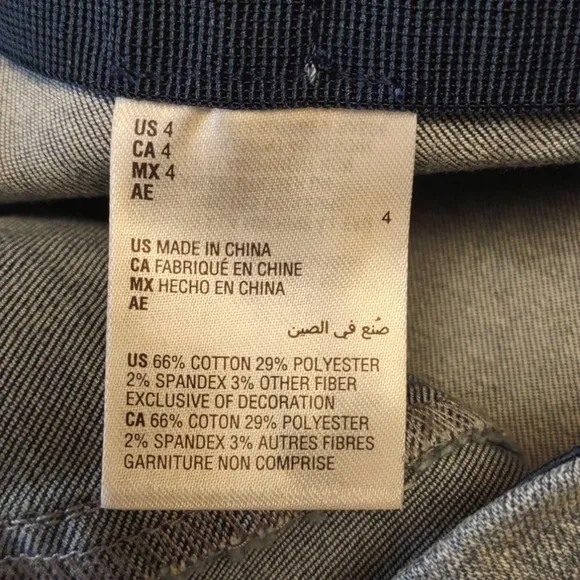 US 4
CA 4
MX 4
AE
4
US MADE IN CHINA
CA FABRIQUÉ EN CHINE
MX HECHO EN CHINA
AE
صُنع في الصين
US 66% COTTON 29% POLYESTER
2% SPANDEX 3% OTHER FIBER
EXCLUSIVE OF DECORATION
CA 66% COTON 29% POLYESTER
2% SPANDEX 3% AUTRES FIBRES
GARNITURE NON COMPRISE